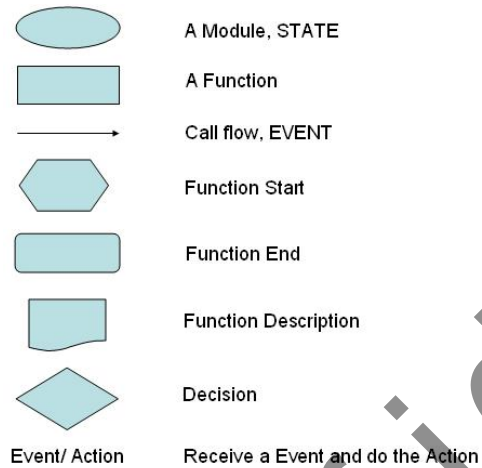 A Module, STATE
A Function
Call flow, EVENT
Function Start
Function End
Function Description
Decision
Event/ Action Receive a Event and do the Action